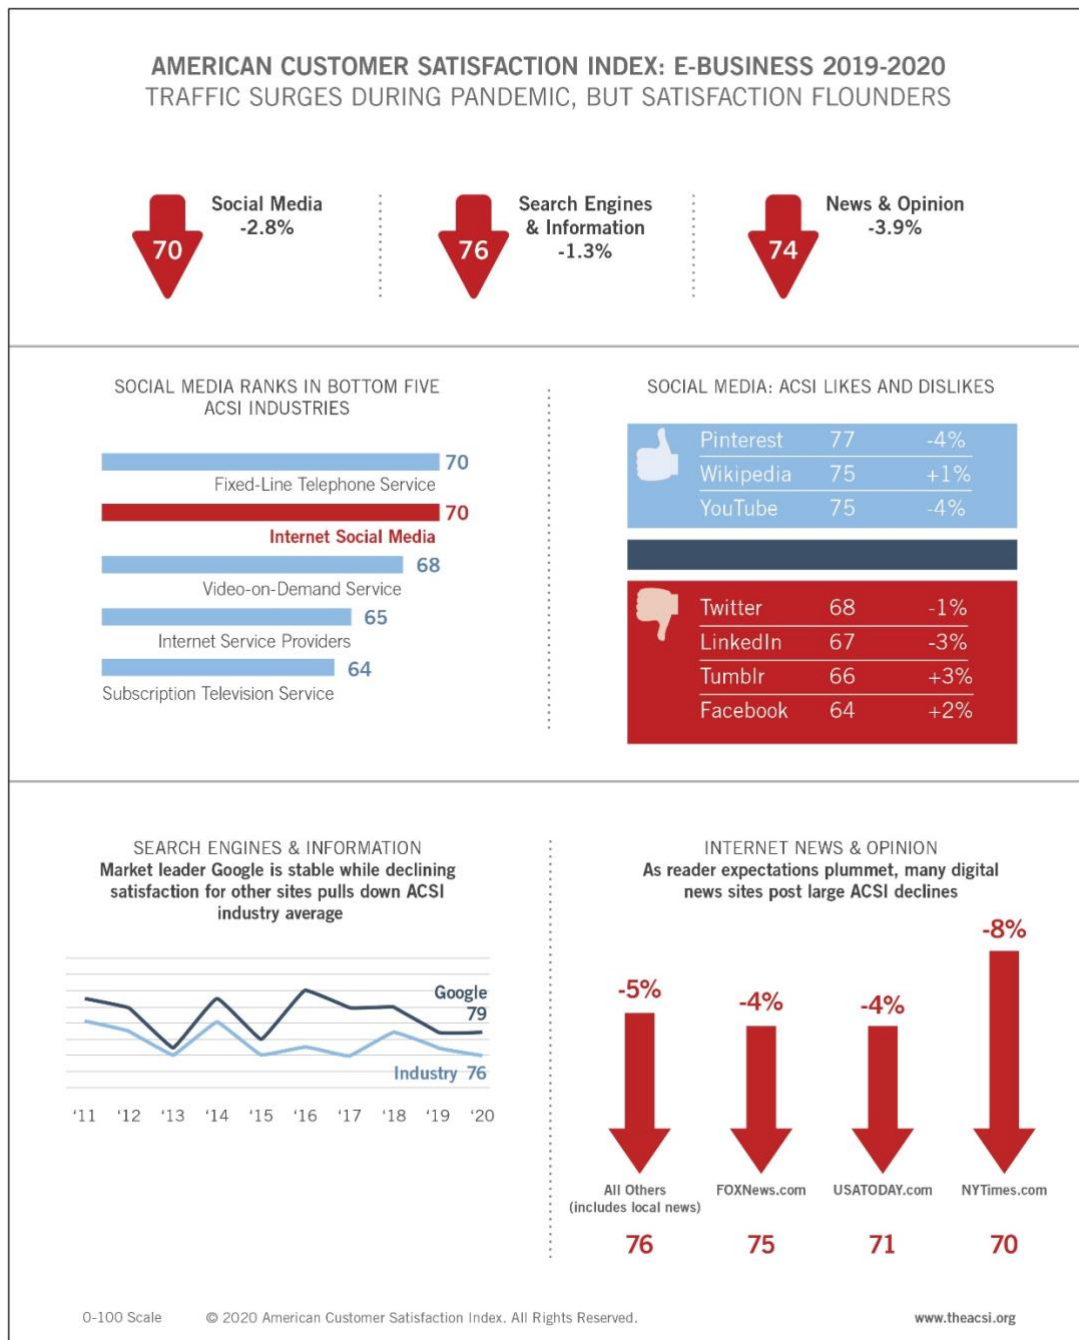 AMERICAN CUSTOMER SATISFACTION INDEX: E-BUSINESS 2019-2020
TRAFFIC SURGES DURING PANDEMIC, BUT SATISFACTION FLOUNDERS
70
Social Media
-2.8%
76
Search Engines
& Information
-1.3%
74
News & Opinion
-3.9%
SOCIAL MEDIA RANKS IN BOTTOM FIVE
ACSI INDUSTRIES
70
Fixed-Line Telephone Service
70
Internet Social Media
68
Video-on-Demand Service
65
Internet Service Providers
64
Subscription Television Service
SOCIAL MEDIA: ACSI LIKES AND DISLIKES
Pinterest 77 -4%
Wikipedia 75 +1%
YouTube 75 -4%
Twitter 68 -1%
LinkedIn 67 -3%
Tumblr 66 +3%
Facebook 64 +2%
SEARCH ENGINES & INFORMATION
Market leader Google is stable while declining
satisfaction for other sites pulls down ACSI
industry average
Google
79
Industry 76
'11 '12 '13 '14 '15 '16 '17 '18 '19 '20
INTERNET NEWS & OPINION
As reader expectations plummet, many digital
news sites post large ACSI declines
-5% -4% -4% -8%
All Others FOXNews.com USATODAY.com NYTimes.com
(includes local news)
76 75 71 70
0-100 Scale © 2020 American Customer Satisfaction Index. All Rights Reserved. www.theacsi.org